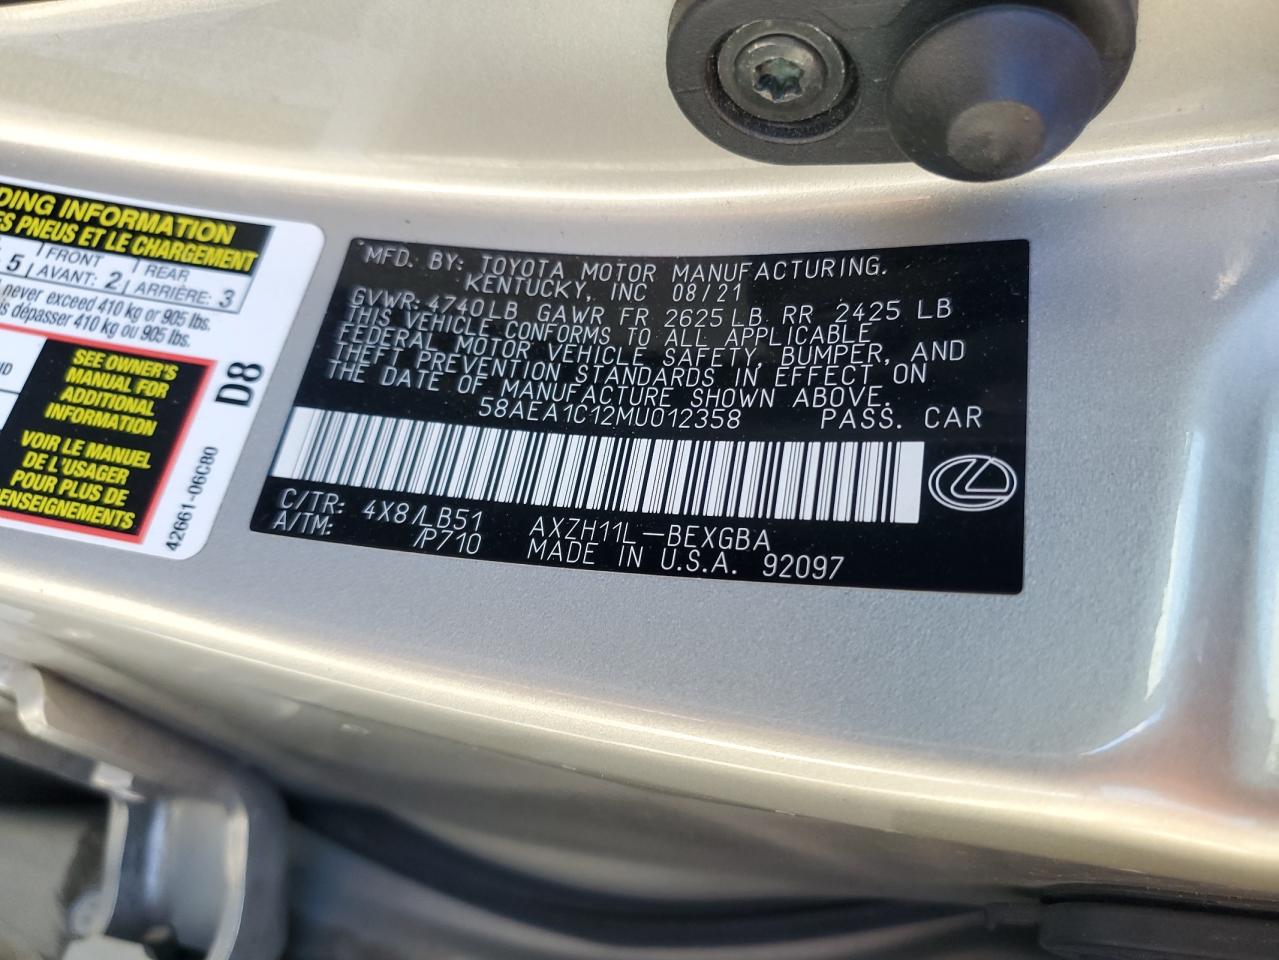 DING INFORMATION
ES PNEUS ET LE CHARGEMENT
5 FRONT AVANT: 2 REAR ARRIÈRE: 3
never exceed 410 kg or 905 lbs.
dépasser 410 kg ou 905 lbs.
SEE OWNER'S
MANUAL FOR
ADDITIONAL
INFORMATION
VOIR LE MANUEL
DE L'USAGER
POUR PLUS DE
RENSEIGNEMENTS
D8
42661-06C80
MFD. BY: TOYOTA MOTOR MANUFACTURING.
KENTUCKY, INC 08/21
GVWR:4740LB GAWR FR 2625LB RR 2425 LB
THIS VEHICLE CONFORMS TO ALL APPLICABLE
FEDERAL MOTOR VEHICLE SAFETY, BUMPER, AND
THEFT PREVENTION STANDARDS IN EFFECT ON
THE DATE OF MANUFACTURE SHOWN ABOVE.
58AEA1C12MU012358 PASS. CAR
C/TR: 4X8/LB51 AXZH11L-BEXGBA
A/TM: /P710 MADE IN U.S.A. 92097